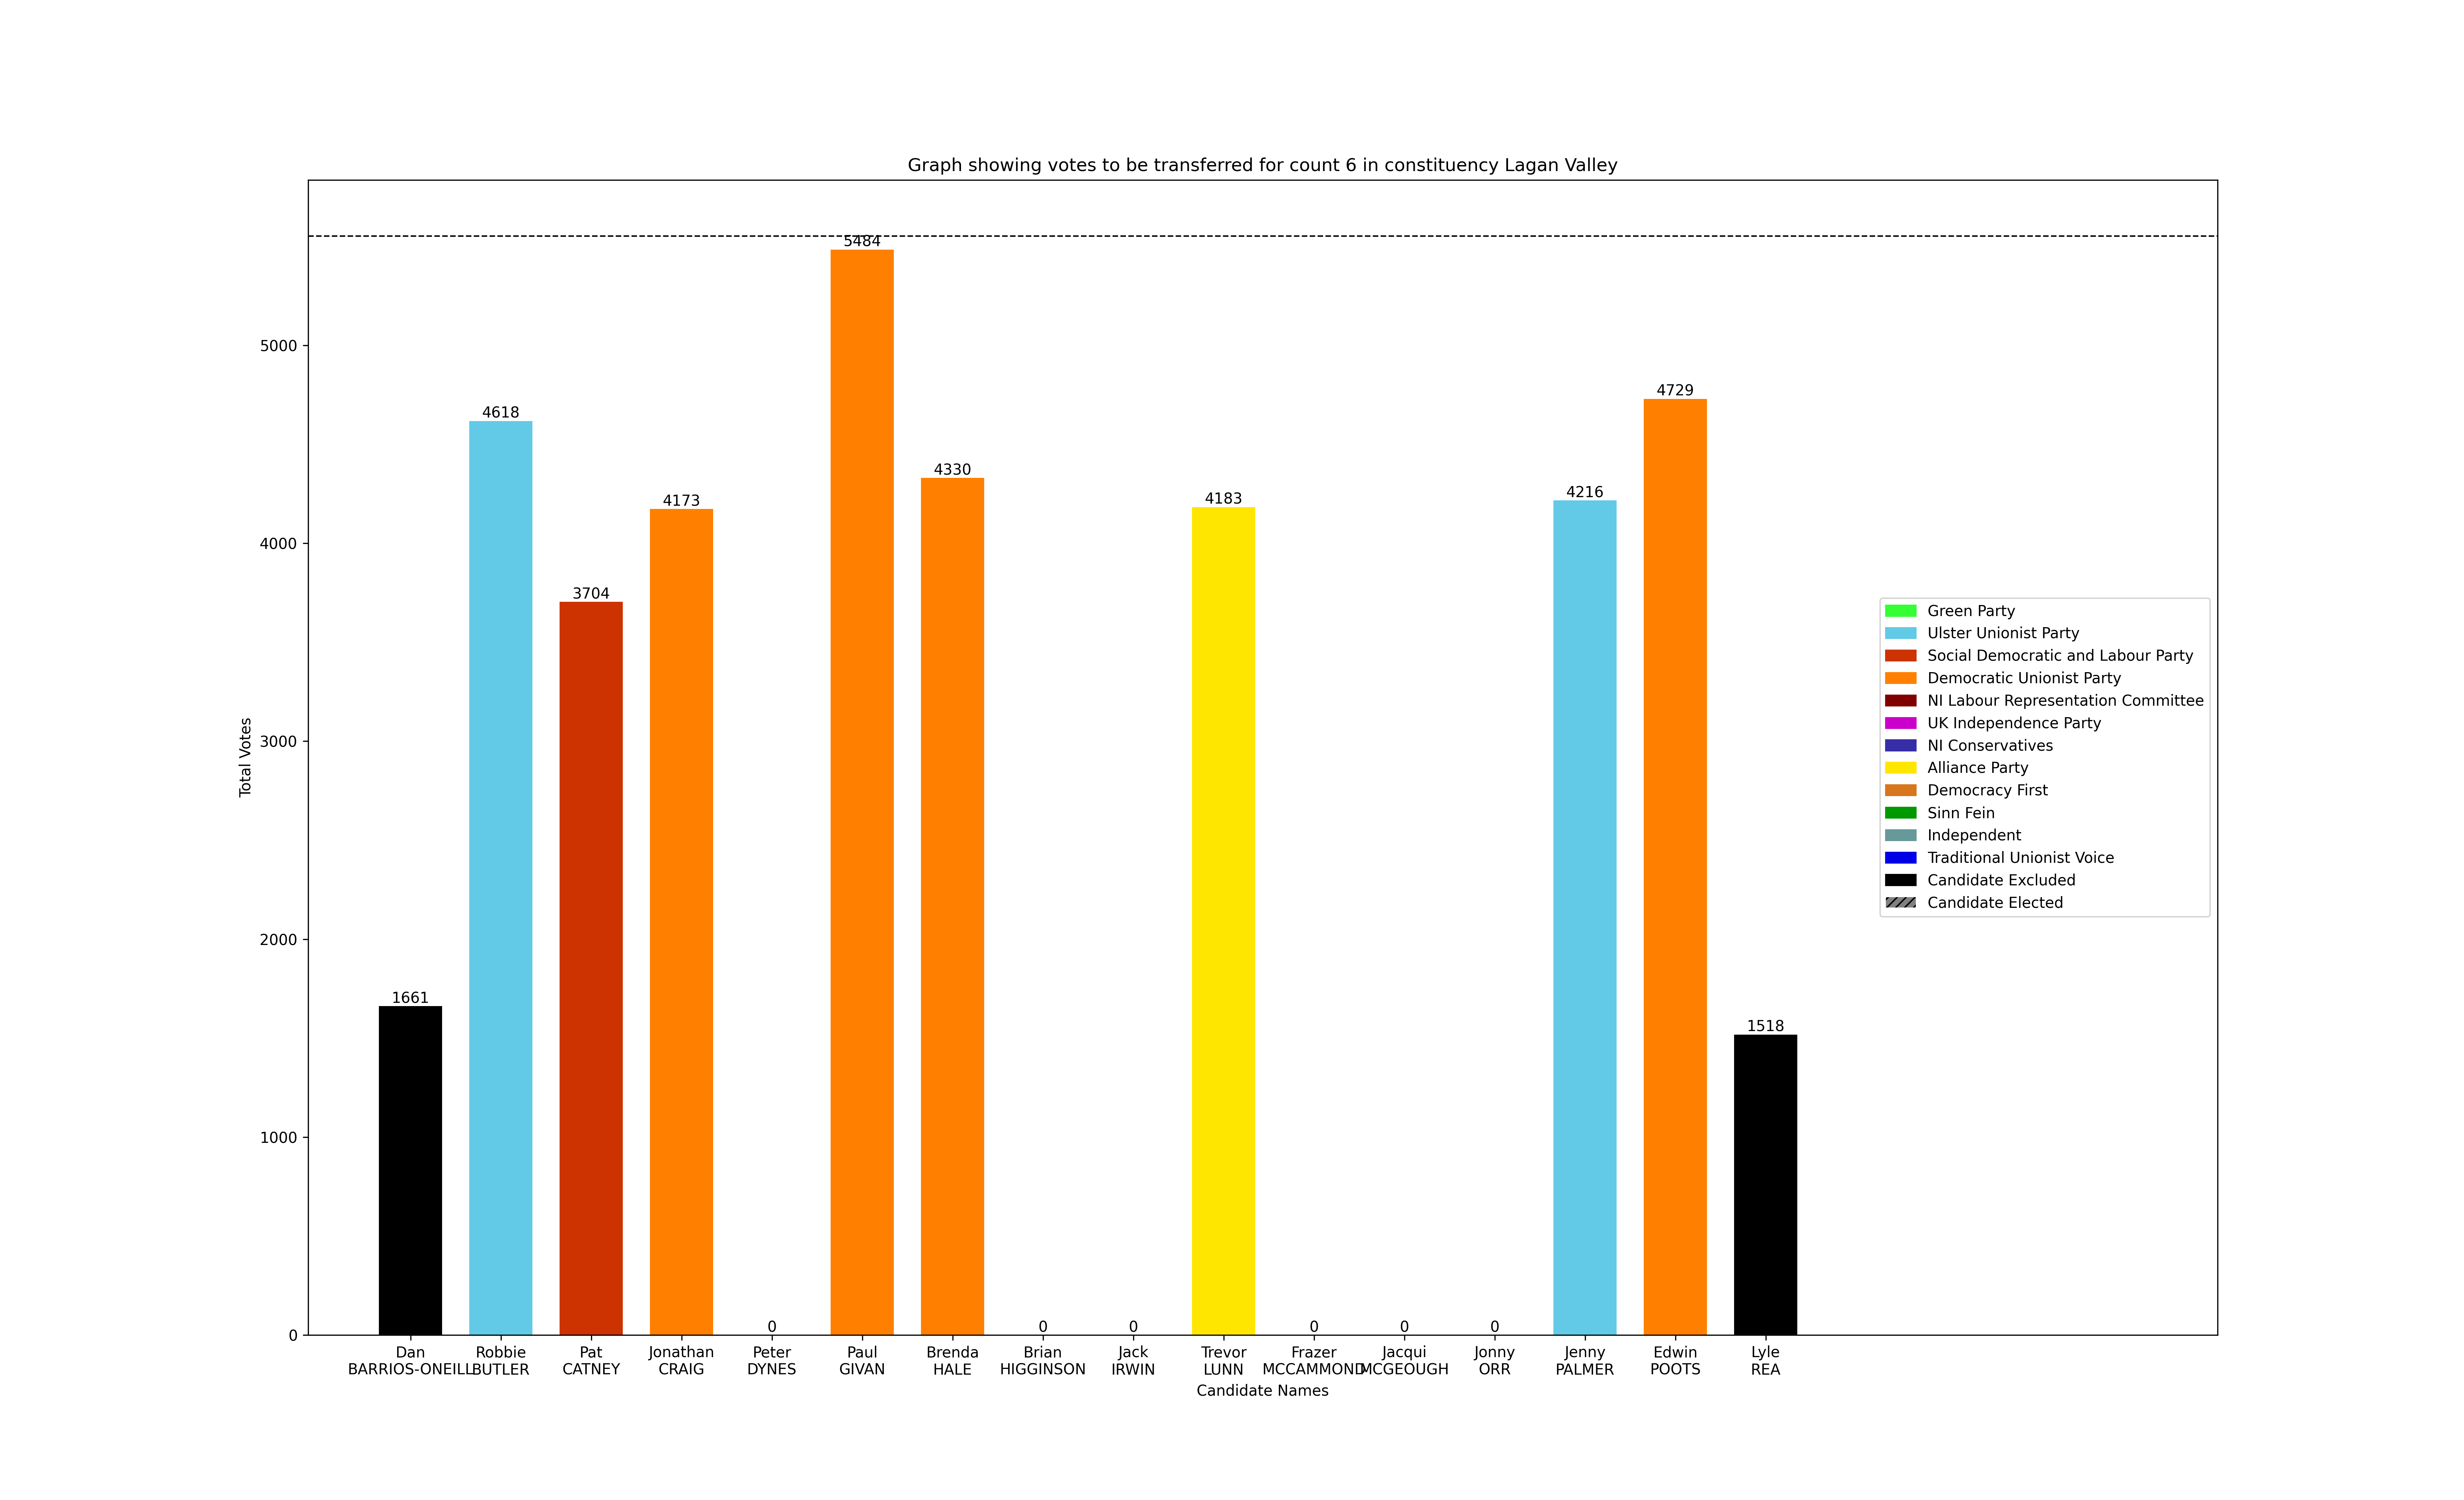 Graph showing votes to be transferred for count 6 in constituency Lagan Valley
Total Votes
5000
4000
3000
2000
1000
0
1661
4618
3704
4173
0
5484
4330
0
0
4183
0
0
0
4216
4729
1518
Dan
BARRIOS-ONEILL
Robbie
BUTLER
Pat
CATNEY
Jonathan
CRAIG
Peter
DYNES
Paul
GIVAN
Brenda
HALE
Brian
HIGGINSON
Jack
IRWIN
Trevor
LUNN
Frazer
MCCAMMOND
Jacqui
MCGEOUGH
Jonny
ORR
Jenny
PALMER
Edwin
POOTS
Lyle
REA
Candidate Names
Green Party
Ulster Unionist Party
Social Democratic and Labour Party
Democratic Unionist Party
NI Labour Representation Committee
UK Independence Party
NI Conservatives
Alliance Party
Democracy First
Sinn Fein
Independent
Traditional Unionist Voice
Candidate Excluded
Candidate Elected